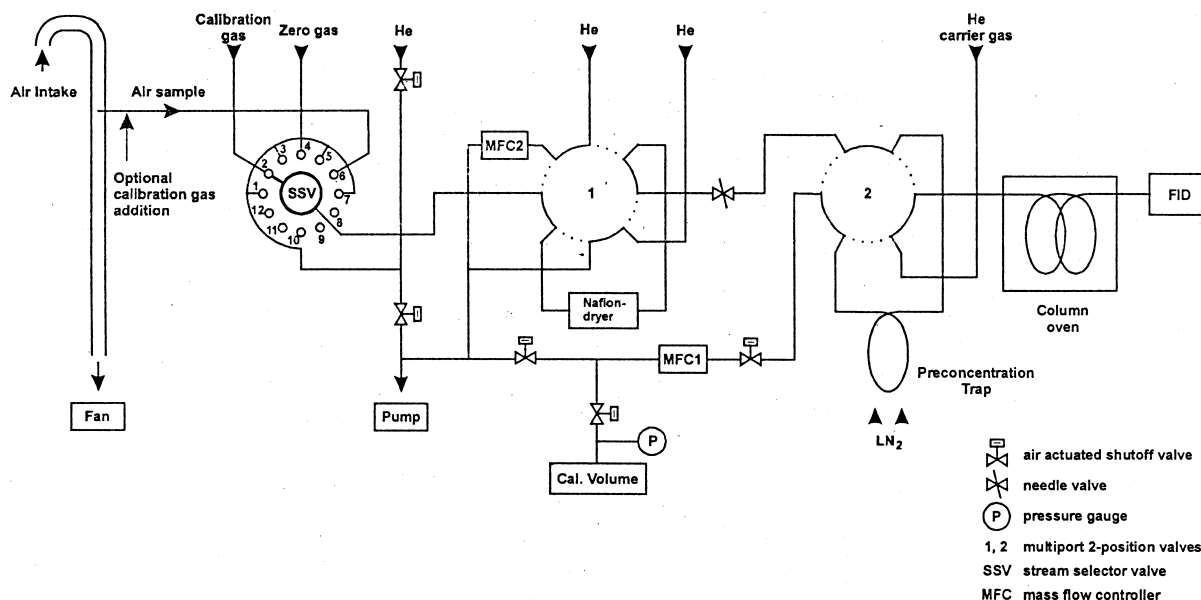 Calibration
gas
Zero gas
He
He
He
He
carrier gas
Air Intake
Air sample
Optional
calibration gas
addition
1
2
3
4
5
6
7
8
9
10
11
12
SSV
MFC2
1
2
FID
Column
oven
Nafion-
dryer
MFC1
Preconcentration
Trap
LN2
Fan
Pump
P
Cal. Volume
air actuated shutoff valve
needle valve
P pressure gauge
1, 2 multiport 2-position valves
SSV stream selector valve
MFC mass flow controller